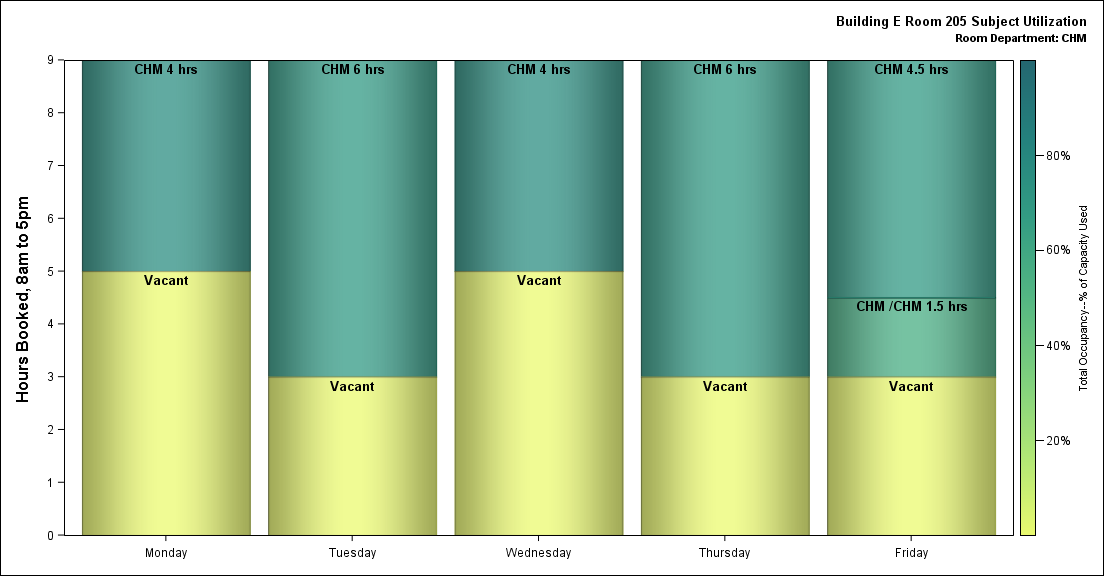 Building E Room 205 Subject Utilization
Room Department: CHM
Hours Booked, 8am to 5pm
9
8
7
6
5
4
3
2
1
0
CHM 4 hrs
Vacant
CHM 6 hrs
Vacant
CHM 4 hrs
Vacant
CHM 6 hrs
Vacant
CHM 4.5 hrs
CHM /CHM 1.5 hrs
Vacant
Monday
Tuesday
Wednesday
Thursday
Friday
80%
60%
40%
20%
Total Occupancy--% of Capacity Used